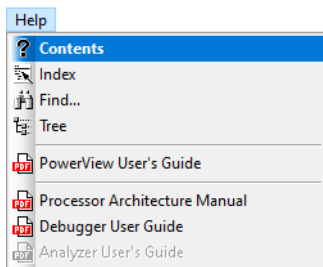 Help
Contents
Index
Find...
Tree
PowerView User's Guide
Processor Architecture Manual
Debugger User Guide
Analyzer User's Guide